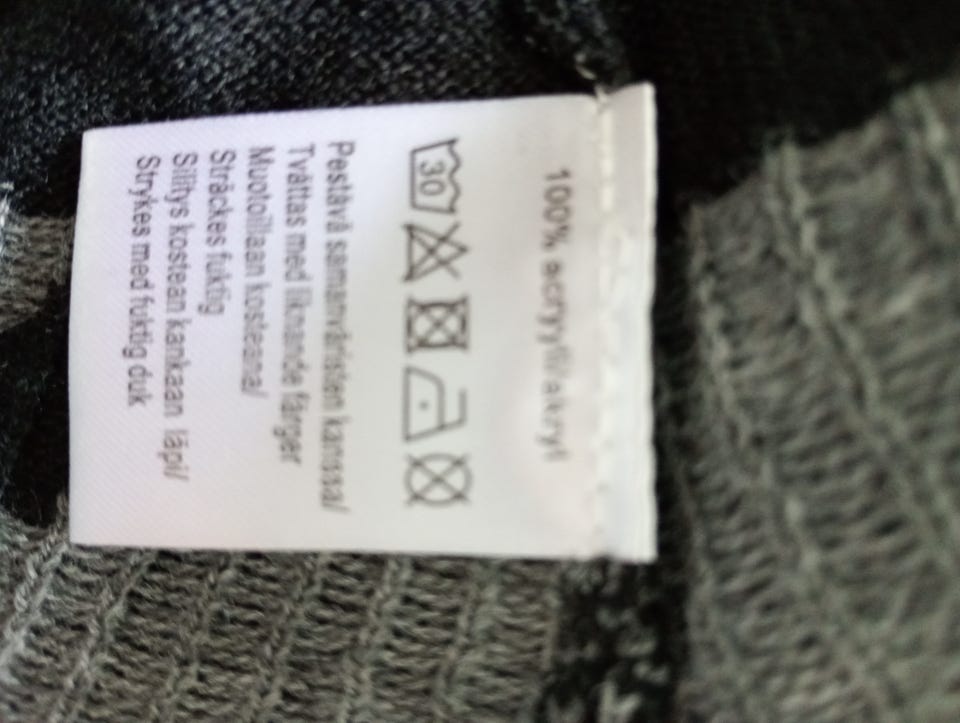 100% acryyli/akryl
30
Pestävä samanväristen kanssa/
Tvättas med liknande färger
Muotoillaan kosteana/
Sträckes fuktig
Silitys kostean kankaan läpi/
Strykes med fuktig duk